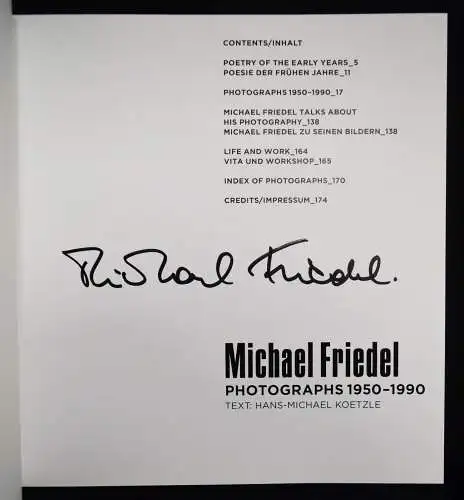 CONTENTS/INHALT
POETRY OF THE EARLY YEARS_5
POESIE DER FRÜHEN JAHRE_11
PHOTOGRAPHS 1950–1990_17
MICHAEL FRIEDEL TALKS ABOUT
HIS PHOTOGRAPHY_138
MICHAEL FRIEDEL ZU SEINEN BILDERN_138
LIFE AND WORK_164
VITA UND WORKSHOP_165
INDEX OF PHOTOGRAPHS_170
CREDITS/IMPRESSUM_174
Michael Friedel.
Michael Friedel
PHOTOGRAPHS 1950–1990
TEXT: HANS-MICHAEL KOETZLE